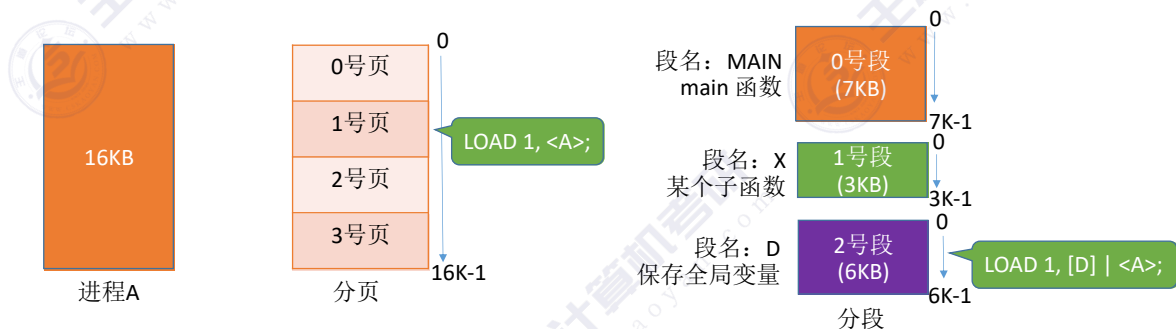 16KB
进程A
0号页
1号页
2号页
3号页
0
16K-1
LOAD 1, <A>;
分页
段名：MAIN
main 函数
0号段
(7KB)
0
7K-1
段名：X
某个子函数
1号段
(3KB)
0
3K-1
段名：D
保存全局变量
2号段
(6KB)
0
6K-1
LOAD 1, [D] | <A>;
分段